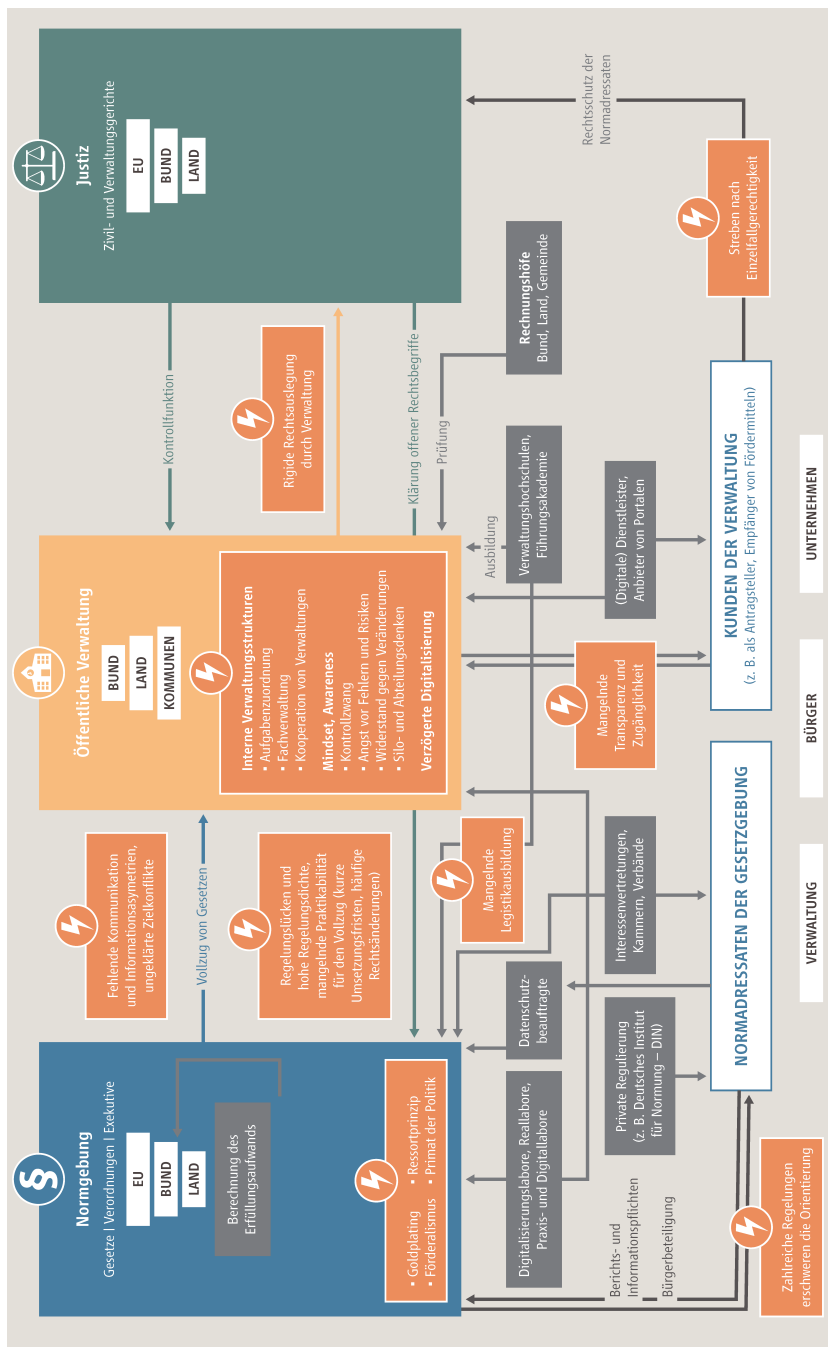 Normgebung
Gesetze | Verordnungen | Exekutive
EU
BUND
LAND
Berechnung des
Erfüllungsaufwands
• Goldplating
• Förderalismus
• Ressortprinzip
• Primat der Politik
Fehlende Kommunikation
und Informationsasymetrien,
ungeklärte Zielkonflikte
Vollzug von Gesetzen
Regelungslücken und
hohe Regelungsdichte,
mangelnde Praktikabilität
für den Vollzug (kurze
Umsetzungsfristen, häufige
Rechtsänderungen)
Öffentliche Verwaltung
BUND
LAND
KOMMUNEN
Interne Verwaltungsstrukturen
• Aufgabenzuordnung
• Fachverwaltung
• Kooperation von Verwaltungen
Mindset, Awareness
• Kontrollzwang
• Angst vor Fehlern und Risiken
• Widerstand gegen Veränderungen
• Silo- und Abteilungsdenken
Verzögerte Digitalisierung
Kontrollfunktion
Rigide Rechtsauslegung
durch Verwaltung
Klärung offener Rechtsbegriffe
Justiz
Zivil- und Verwaltungsgerichte
EU
BUND
LAND
Prüfung
Rechnungshöfe
Bund, Land, Gemeinde
Ausbildung
Verwaltungshochschulen,
Führungsakademie
Mangelnde
Legistikausbildung
Digitalisierungslabore, Reallabore,
Praxis- und Digitallabore
Datenschutz-
beauftragte
Private Regulierung
(z. B. Deutsches Institut
für Normung – DIN)
Interessenvertretungen,
Kammern, Verbände
Mangelnde
Transparenz und
Zugänglichkeit
(Digitale) Dienstleister,
Anbieter von Portalen
Rechtsschutz der
Normadressaten
Streben nach
Einzelfallgerechtigkeit
Berichts- und
Informationspflichten
Bürgerbeteiligung
NORMADRESSATEN DER GESETZGEBUNG
KUNDEN DER VERWALTUNG
(z. B. als Antragsteller, Empfänger von Fördermitteln)
Zahlreiche Regelungen
erschweren die Orientierung
VERWALTUNG
BÜRGER
UNTERNEHMEN